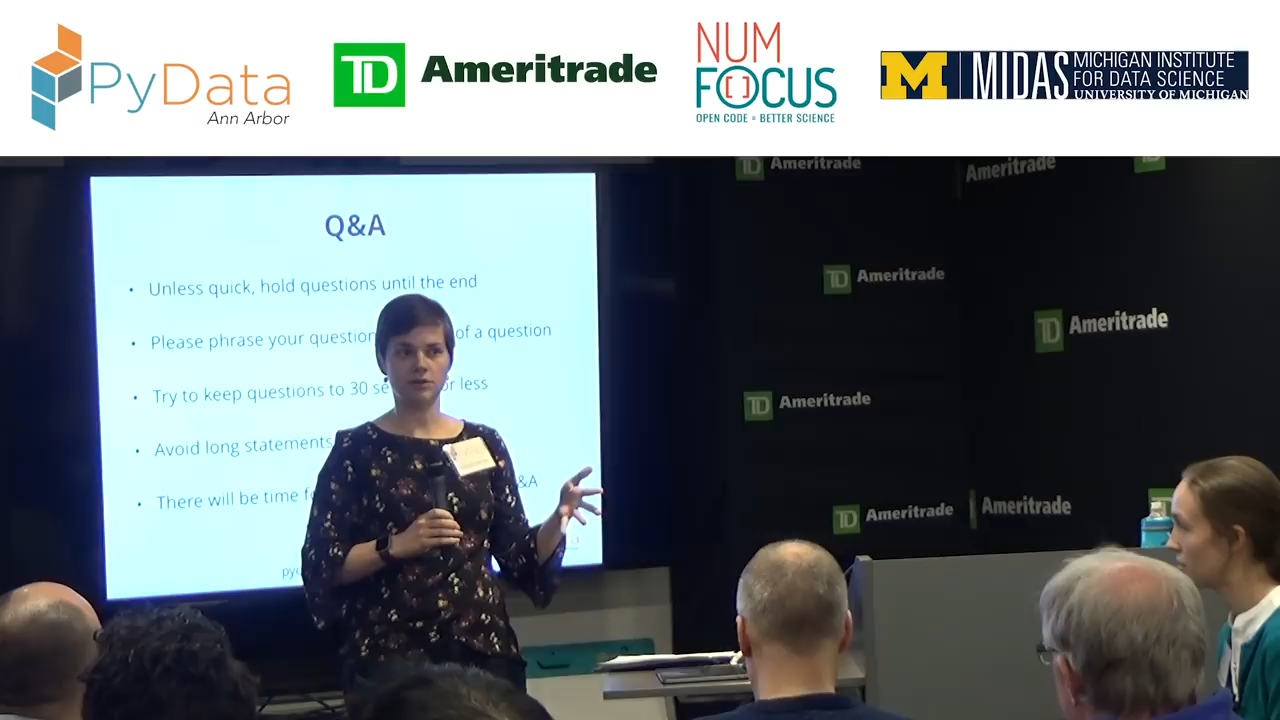 PyData
Ann Arbor
TD Ameritrade
NUM
FOCUS
OPEN CODE = BETTER SCIENCE
M MIDAS MICHIGAN INSTITUTE
FOR DATA SCIENCE
UNIVERSITY OF MICHIGAN
Q&A
• Unless quick, hold questions until the end
• Please phrase your question of a question
• Try to keep questions to 30 or less
• Avoid long statements
• There will be time &A
TD Ameritrade
Ameritrade
TD
TD Ameritrade
TD Ameritrade
TD Ameritrade
TD Ameritrade
Ameritrade